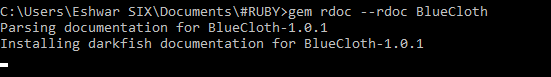 C:\Users\Eshwar SIX\Documents\#RUBY>gem rdoc --rdoc BlueCloth
Parsing documentation for BlueCloth-1.0.1
Installing darkfish documentation for BlueCloth-1.0.1